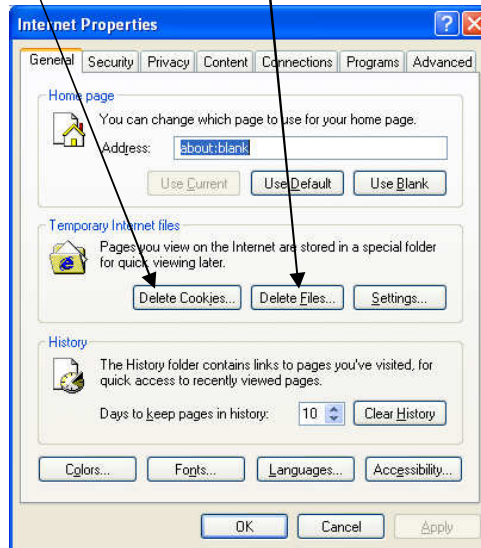 Internet Properties
General Security Privacy Content Connections Programs Advanced
Home page
You can change which page to use for your home page.
Address: about:blank
Use Current Use Default Use Blank
Temporary Internet files
Pages you view on the Internet are stored in a special folder
for quick viewing later.
Delete Cookies... Delete Files... Settings...
History
The History folder contains links to pages you've visited, for
quick access to recently viewed pages.
Days to keep pages in history: 10 Clear History
Colors... Fonts... Languages... Accessibility...
OK Cancel Apply